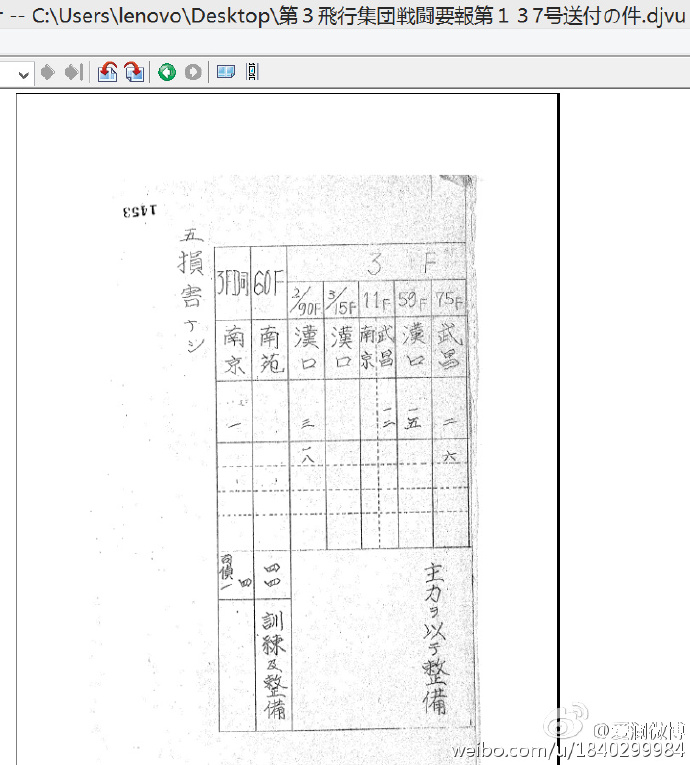 -- C:\Users\lenovo\Desktop\第３飛行集団戦闘要報第１３7号送付の件.djvu
1453
3 F
75F
武昌
二
六
59F
漢口
一五
11F
武昌
南京
一二
3/15F
漢口
2/90F
漢口
三
一八
主力ヲ以テ整備
60F
南苑
四四
訓練及整備
3FD司
南京
一
司偵一
四
五損害ナシ
weibo.com/u/1840299984